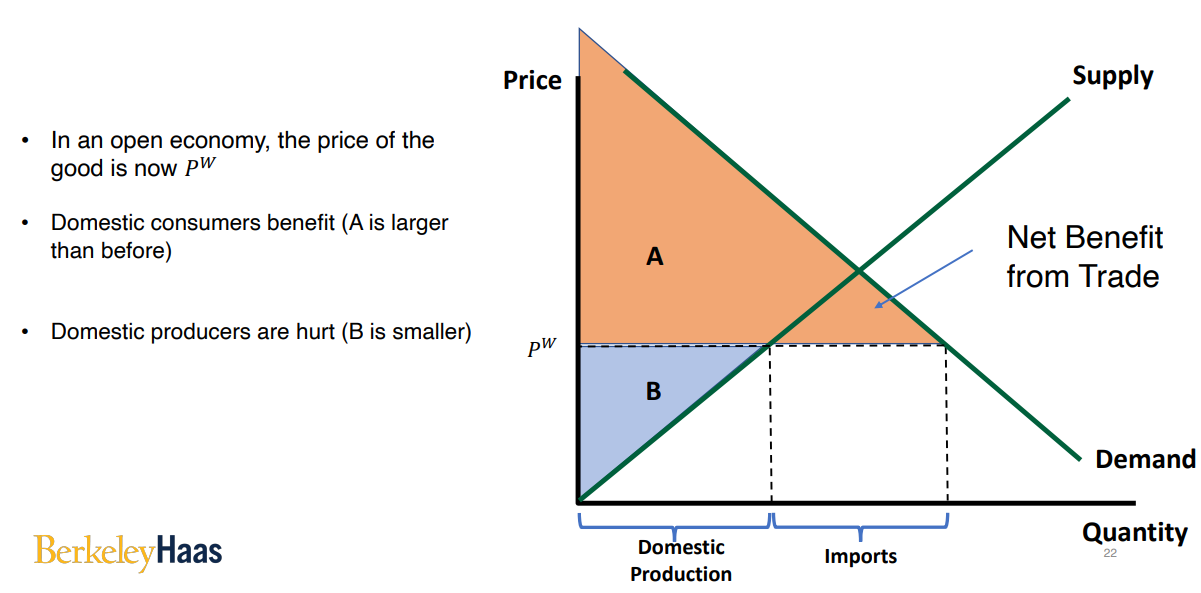 • In an open economy, the price of the
good is now P^W
• Domestic consumers benefit (A is larger
than before)
• Domestic producers are hurt (B is smaller)
BerkeleyHaas
Price
Supply
A
Net Benefit
from Trade
P^W
B
Demand
Quantity
Domestic
Production
Imports
22